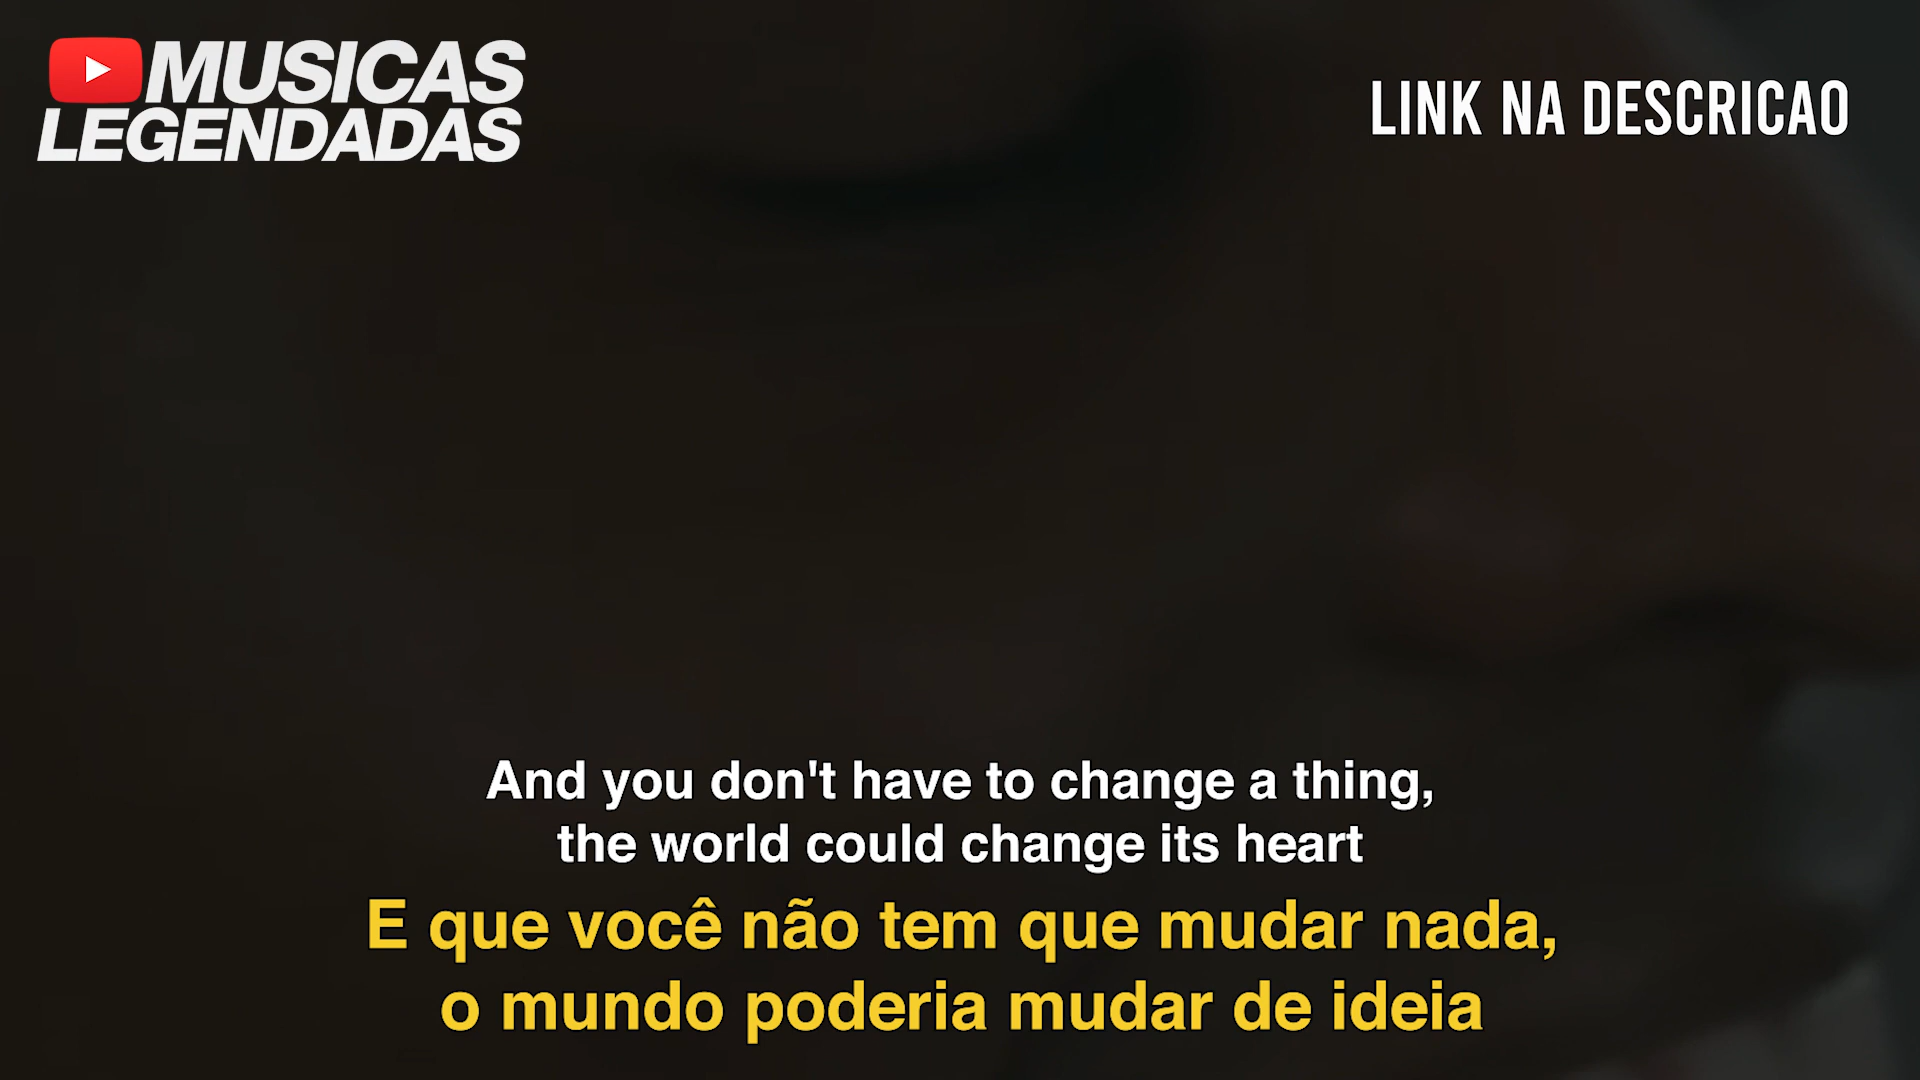 MUSICAS
LEGENDADAS
LINK NA DESCRICAO
And you don't have to change a thing,
the world could change its heart
E que você não tem que mudar nada,
o mundo poderia mudar de ideia